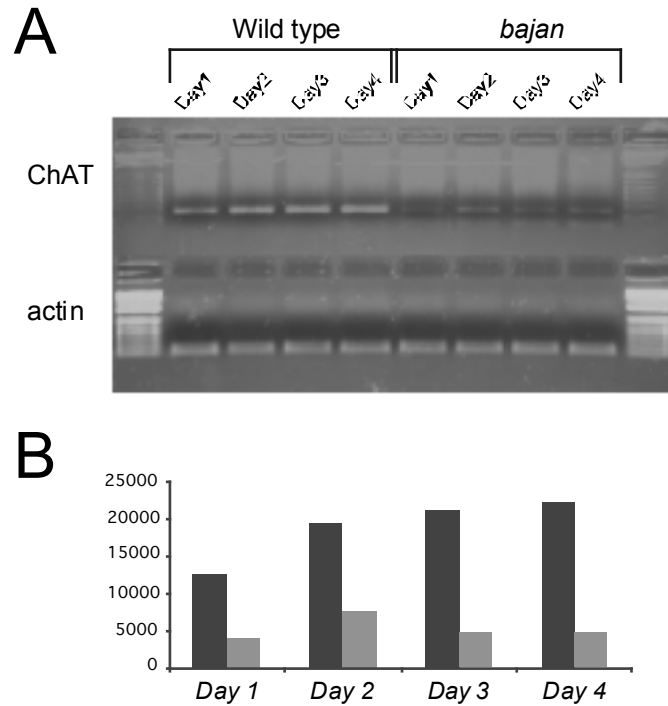 A
Wild type bajan
Day1 Day2 Day3 Day4 Day1 Day2 Day3 Day4
ChAT
actin
B
25000
20000
15000
10000
5000
0
Day 1 Day 2 Day 3 Day 4